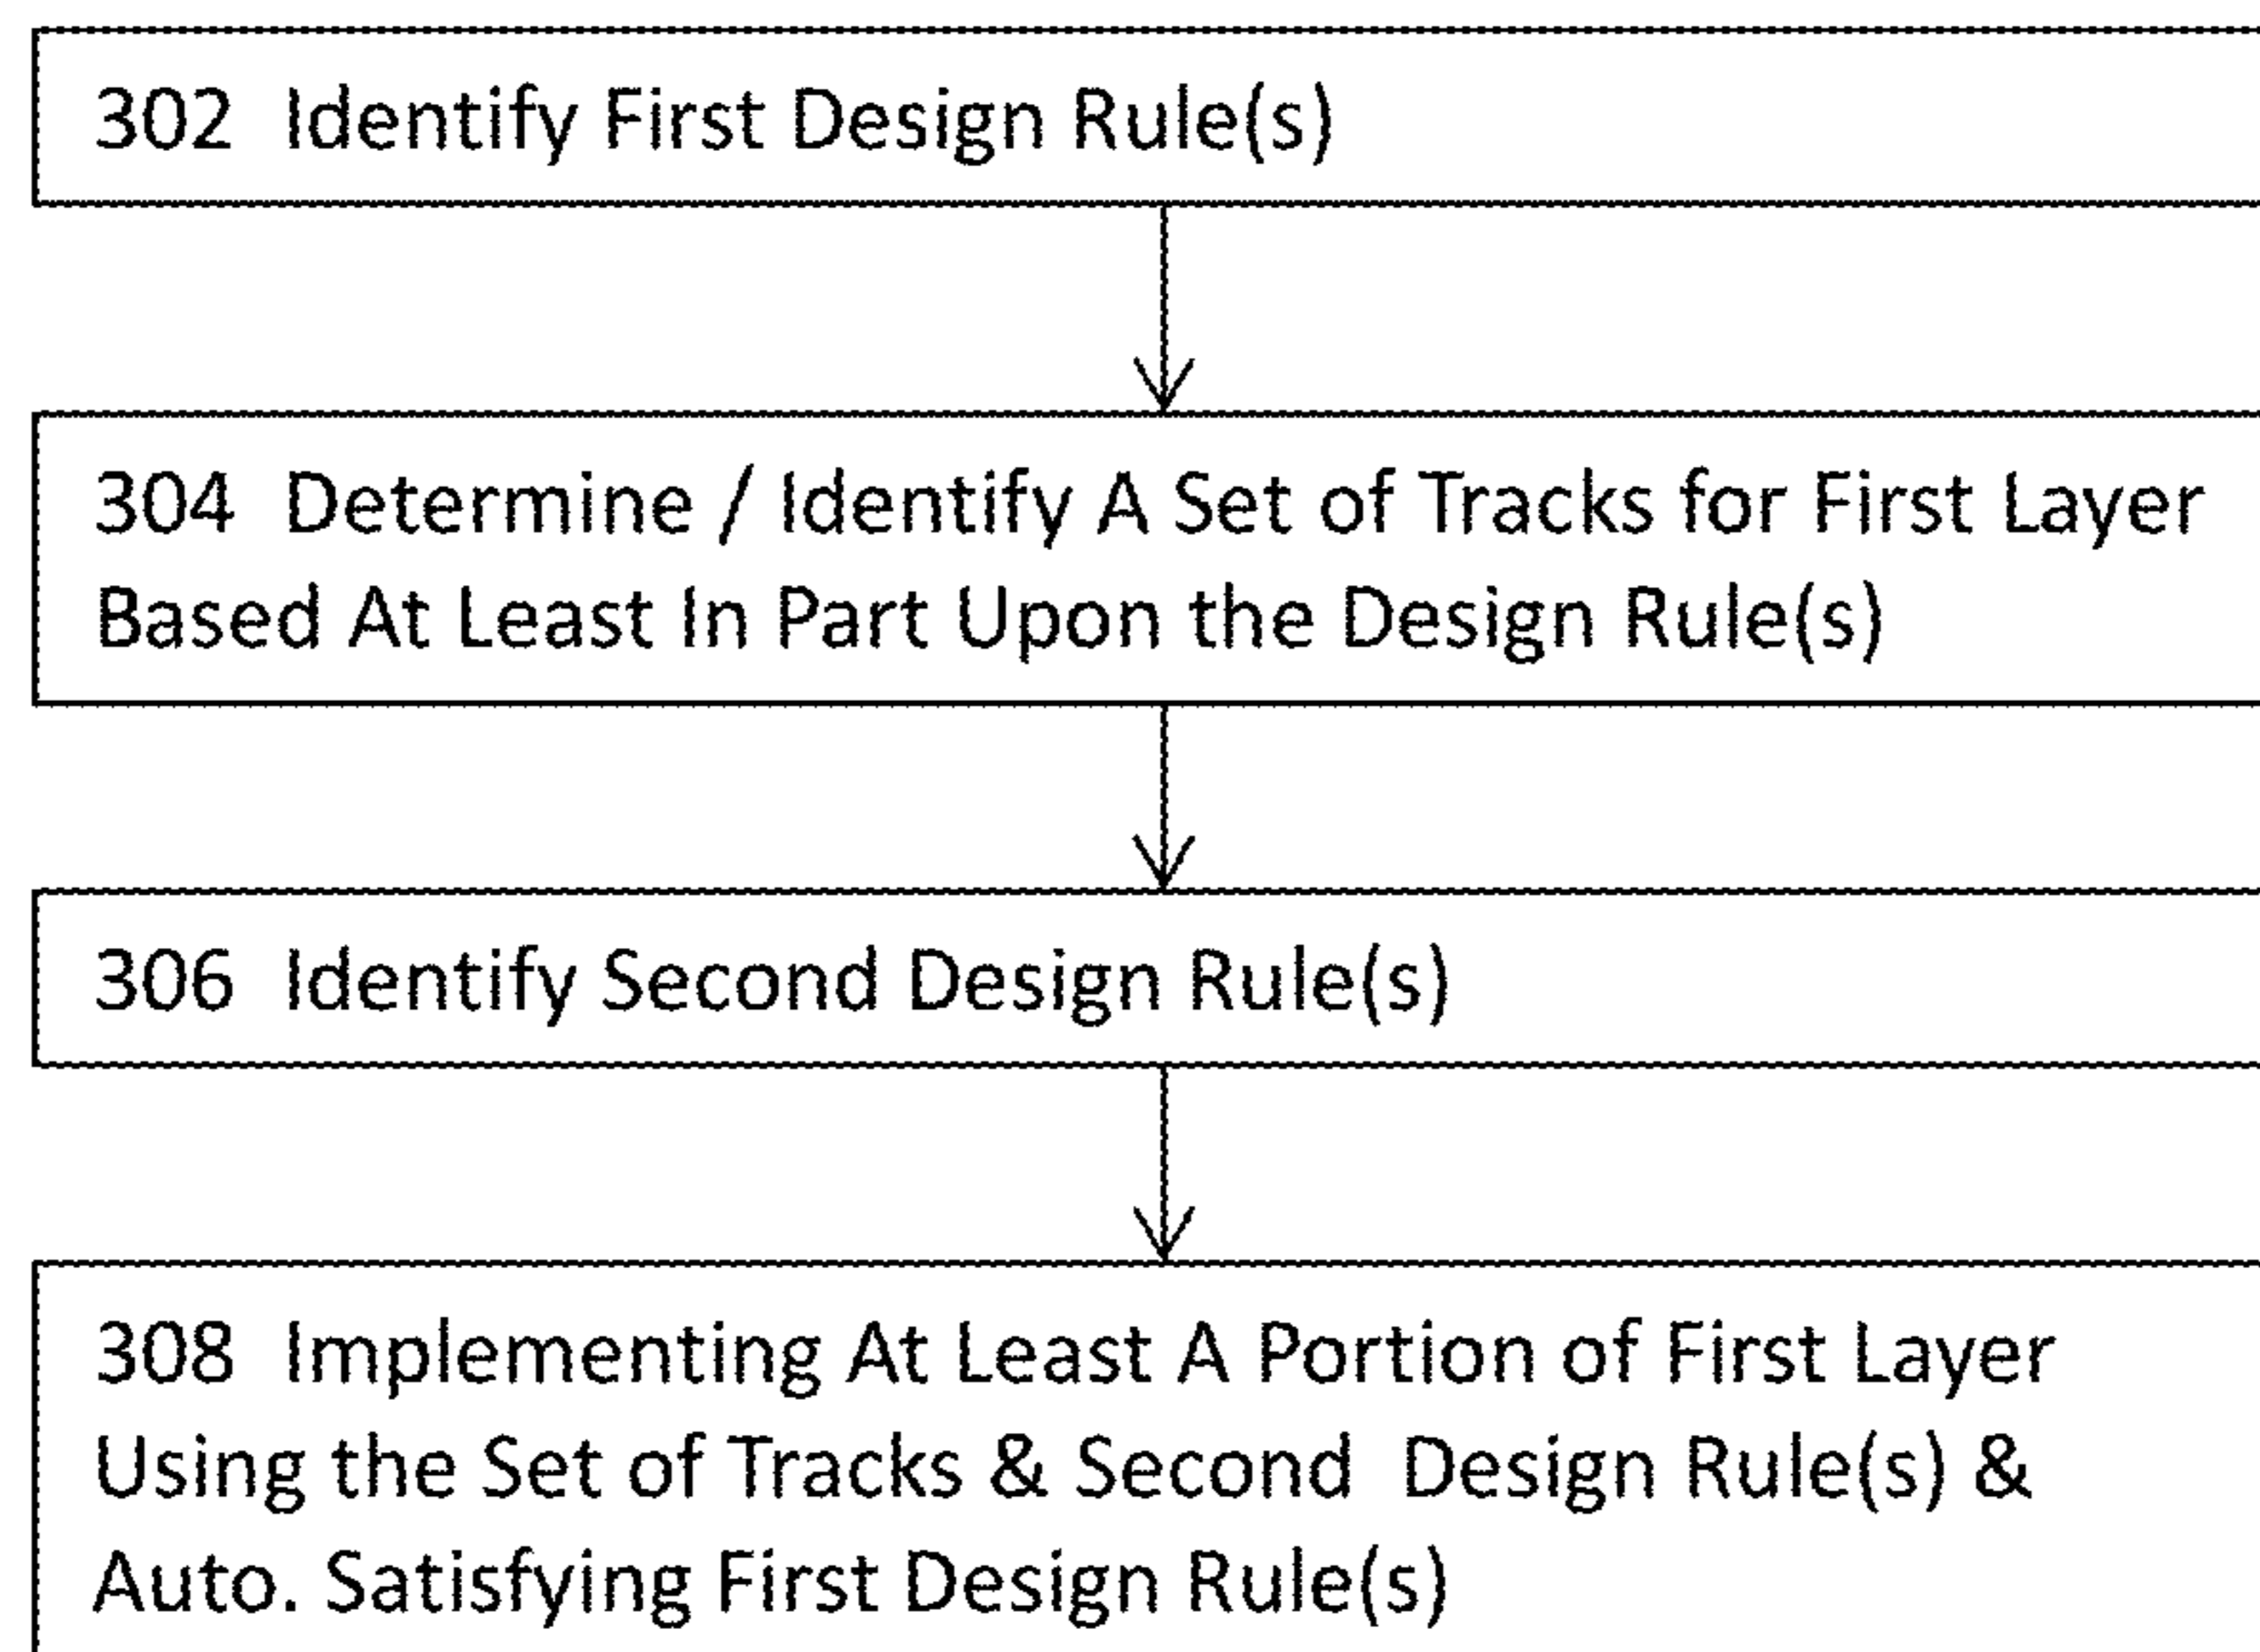 302 Identify First Design Rule(s)
304 Determine / Identify A Set of Tracks for First Layer
Based At Least In Part Upon the Design Rule(s)
306 Identify Second Design Rule(s)
308 Implementing At Least A Portion of First Layer
Using the Set of Tracks & Second Design Rule(s) &
Auto. Satisfying First Design Rule(s)